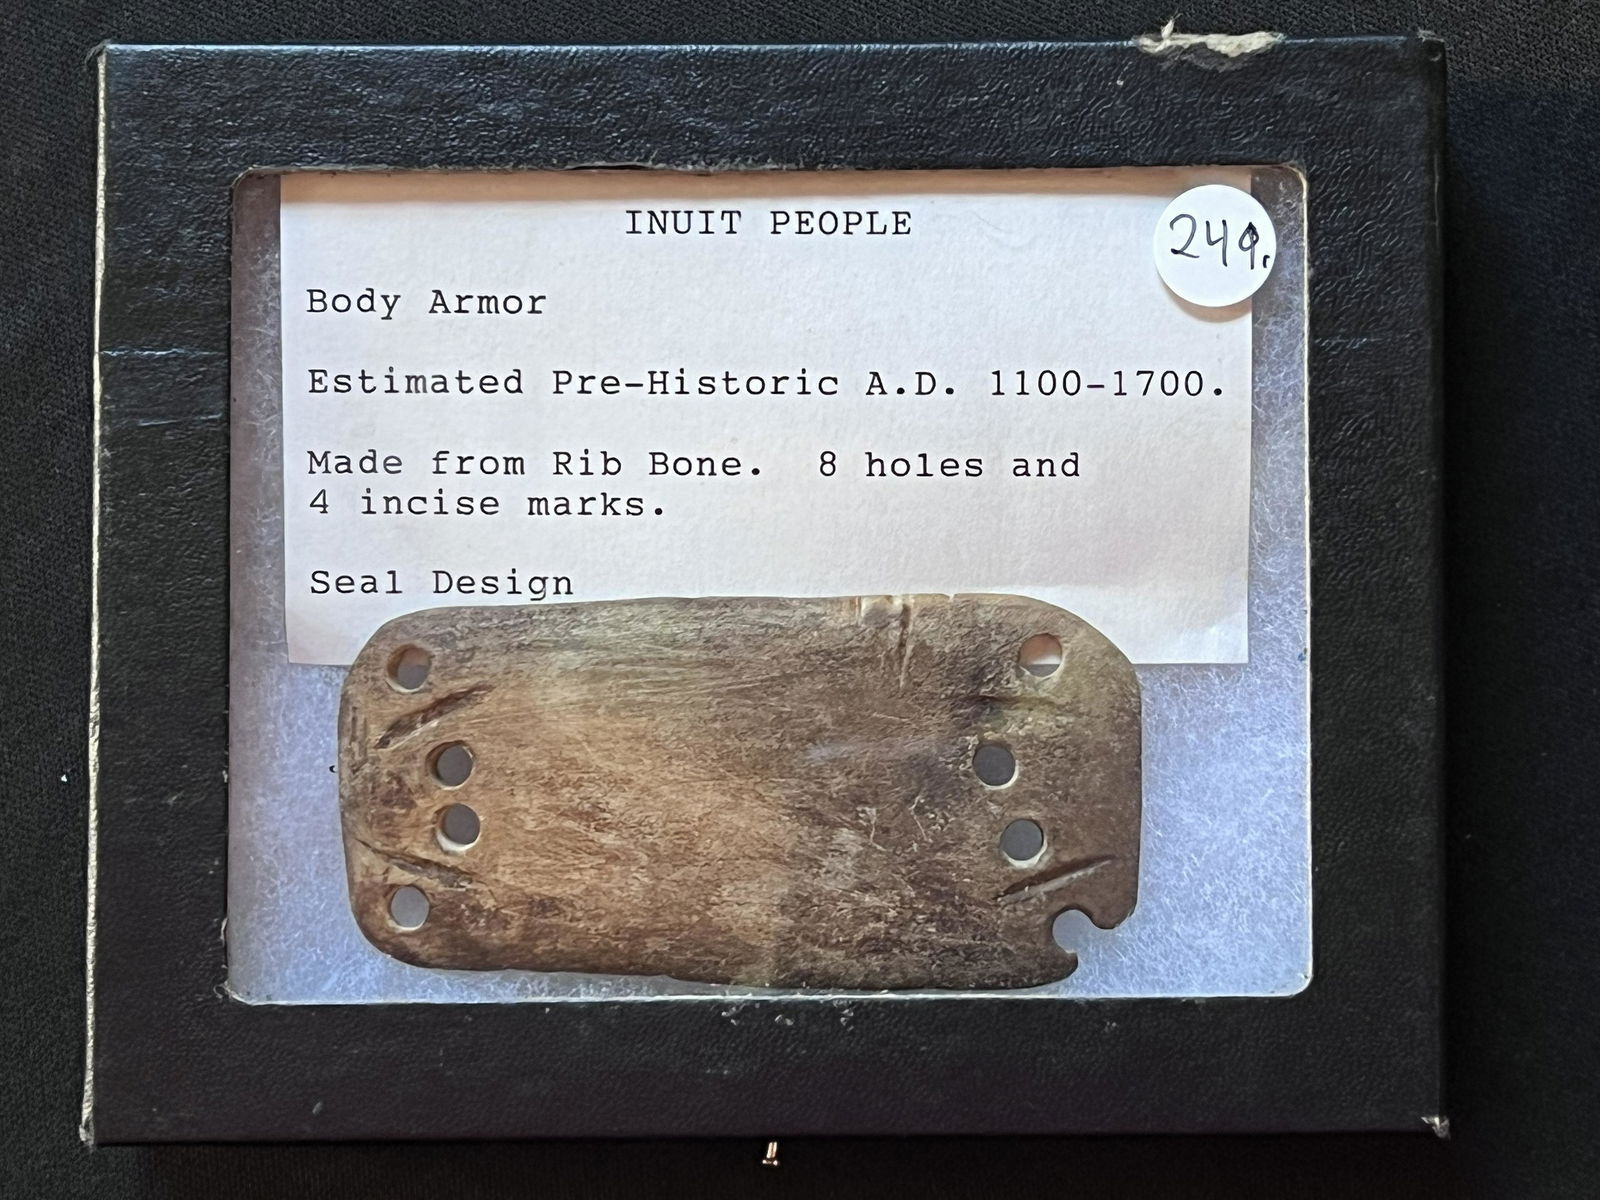 INUIT PEOPLE
249.
Body Armor
Estimated Pre-Historic A.D. 1100-1700.
Made from Rib Bone.  8 holes and
4 incise marks.
Seal Design